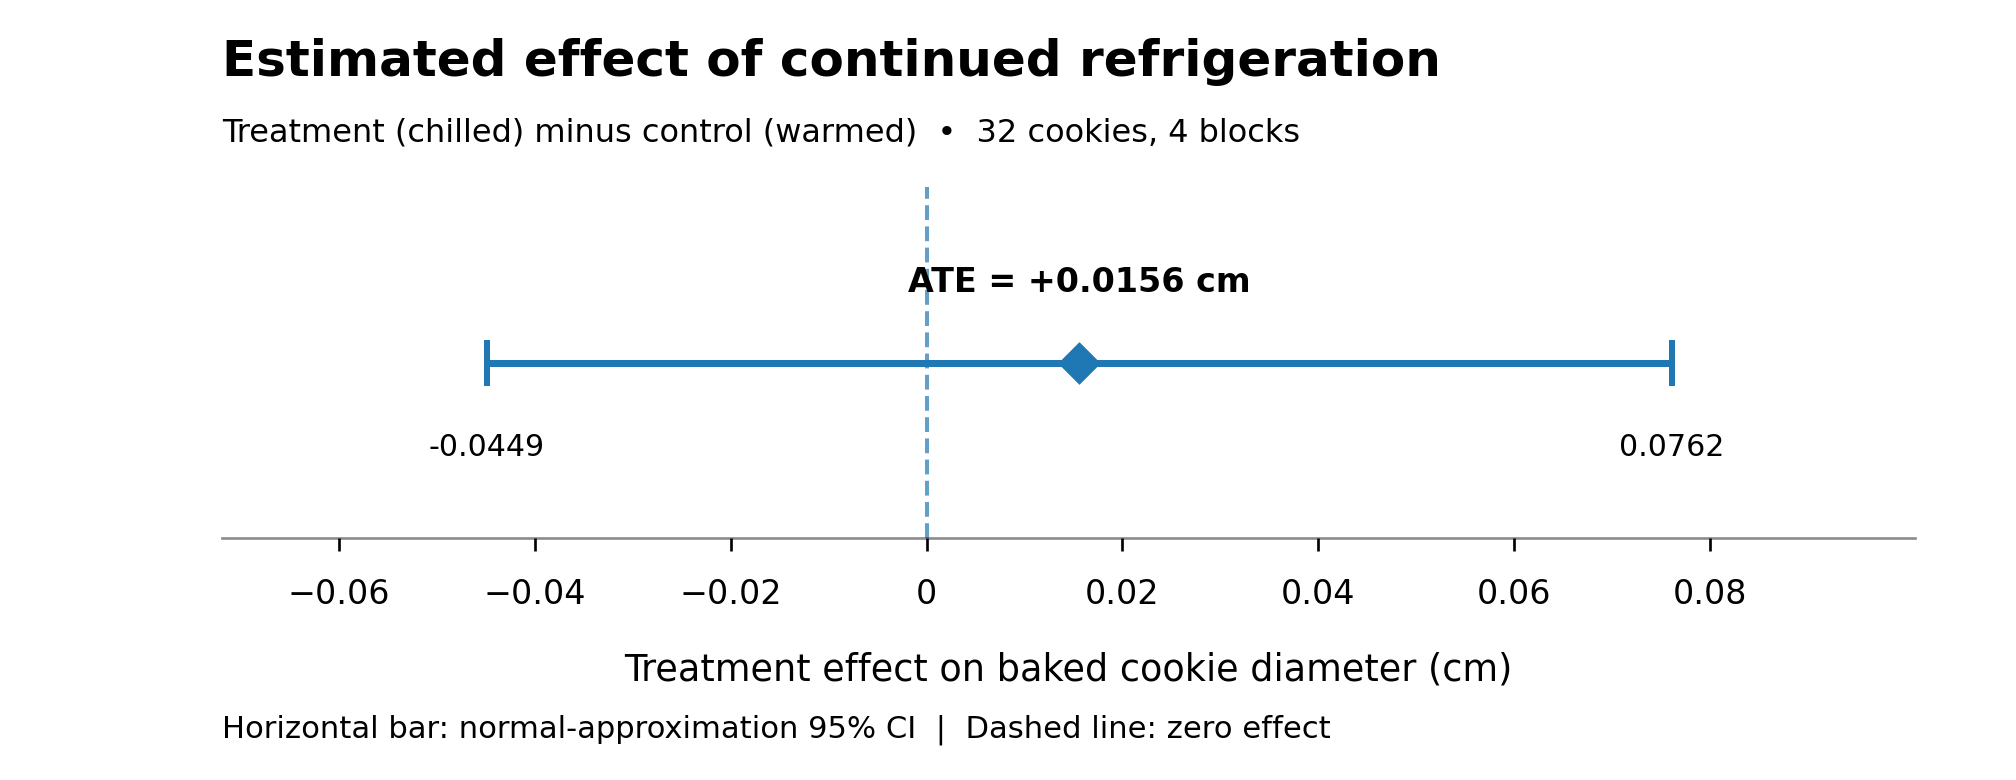 Estimated effect of continued refrigeration
Treatment (chilled) minus control (warmed) • 32 cookies, 4 blocks
ATE = +0.0156 cm
-0.0449 0.0762
−0.06 −0.04 −0.02 0 0.02 0.04 0.06 0.08
Treatment effect on baked cookie diameter (cm)
Horizontal bar: normal-approximation 95% CI | Dashed line: zero effect